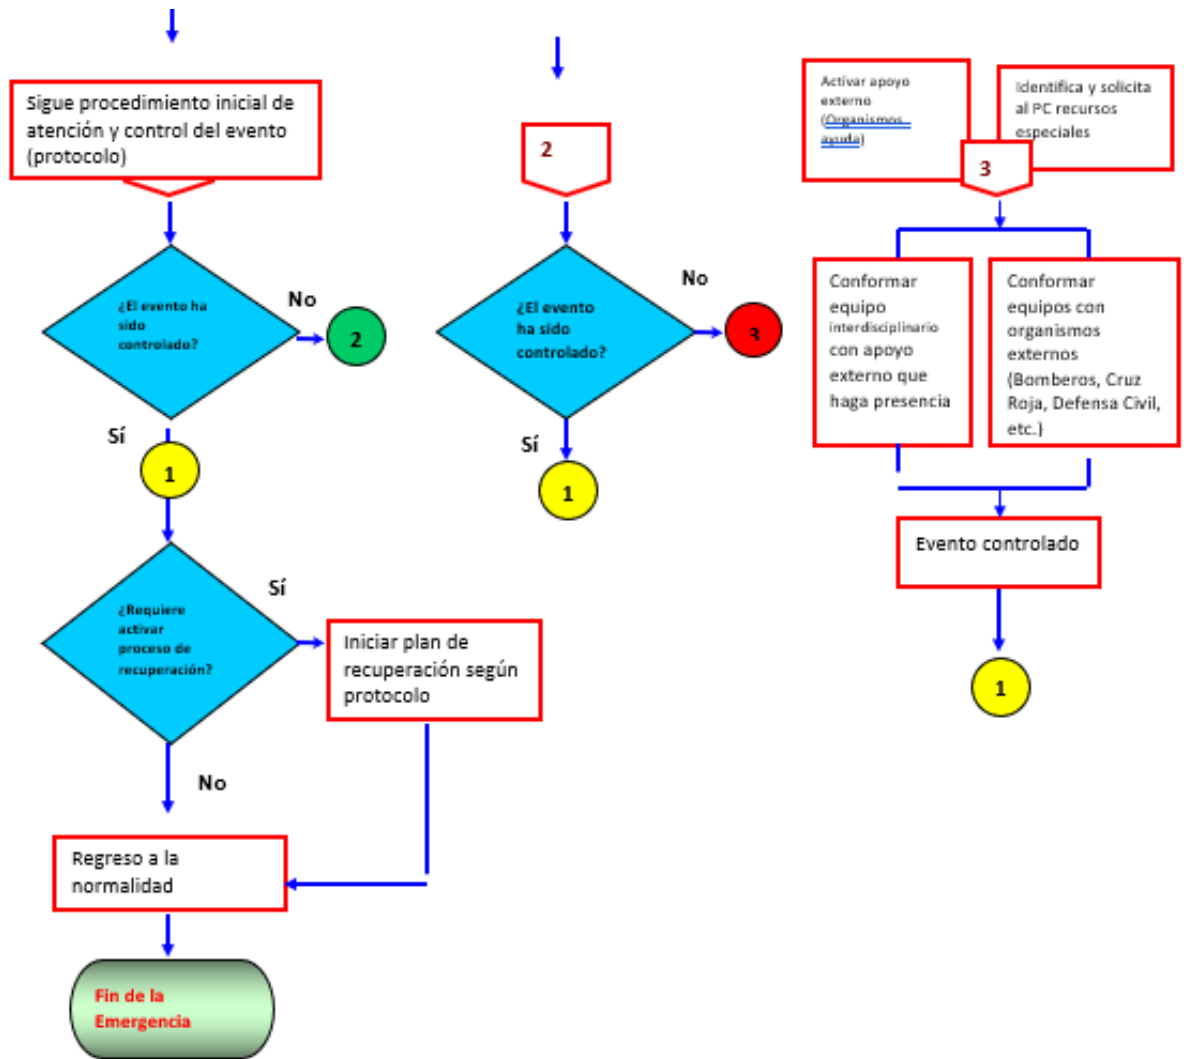 Sigue procedimiento inicial de
atención y control del evento
(protocolo)
¿El evento ha
sido
controlado?
No
2
Sí
1
¿Requiere
activar
proceso de
recuperación?
Sí
Iniciar plan de
recuperación según
protocolo
No
Regreso a la
normalidad
Fin de la
Emergencia
2
¿El evento
ha sido
controlado?
No
3
Sí
1
Activar apoyo
externo
(Organismos
ayuda)
Identifica y solicita
al PC recursos
especiales
3
Conformar
equipo
interdisciplinario
con apoyo
externo que
haga presencia
Conformar
equipos con
organismos
externos
(Bomberos, Cruz
Roja, Defensa Civil,
etc.)
Evento controlado
1